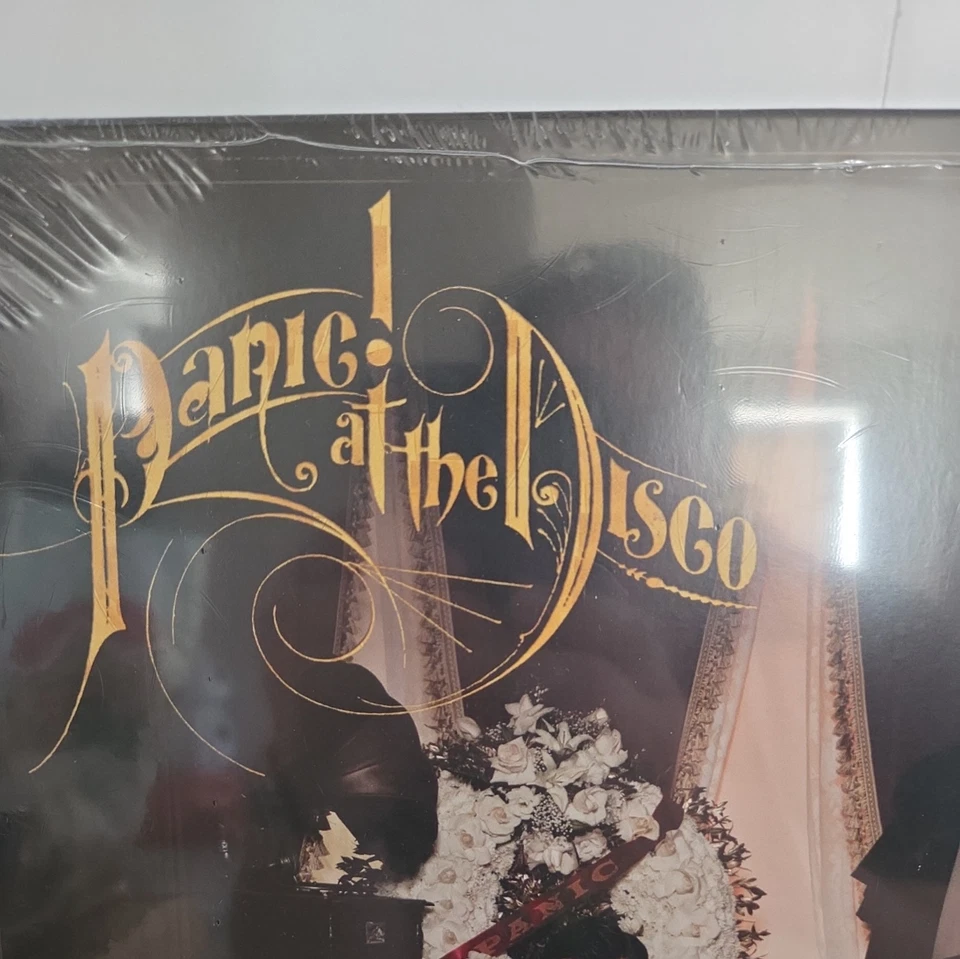 Panic!
at the Disco
PANIC